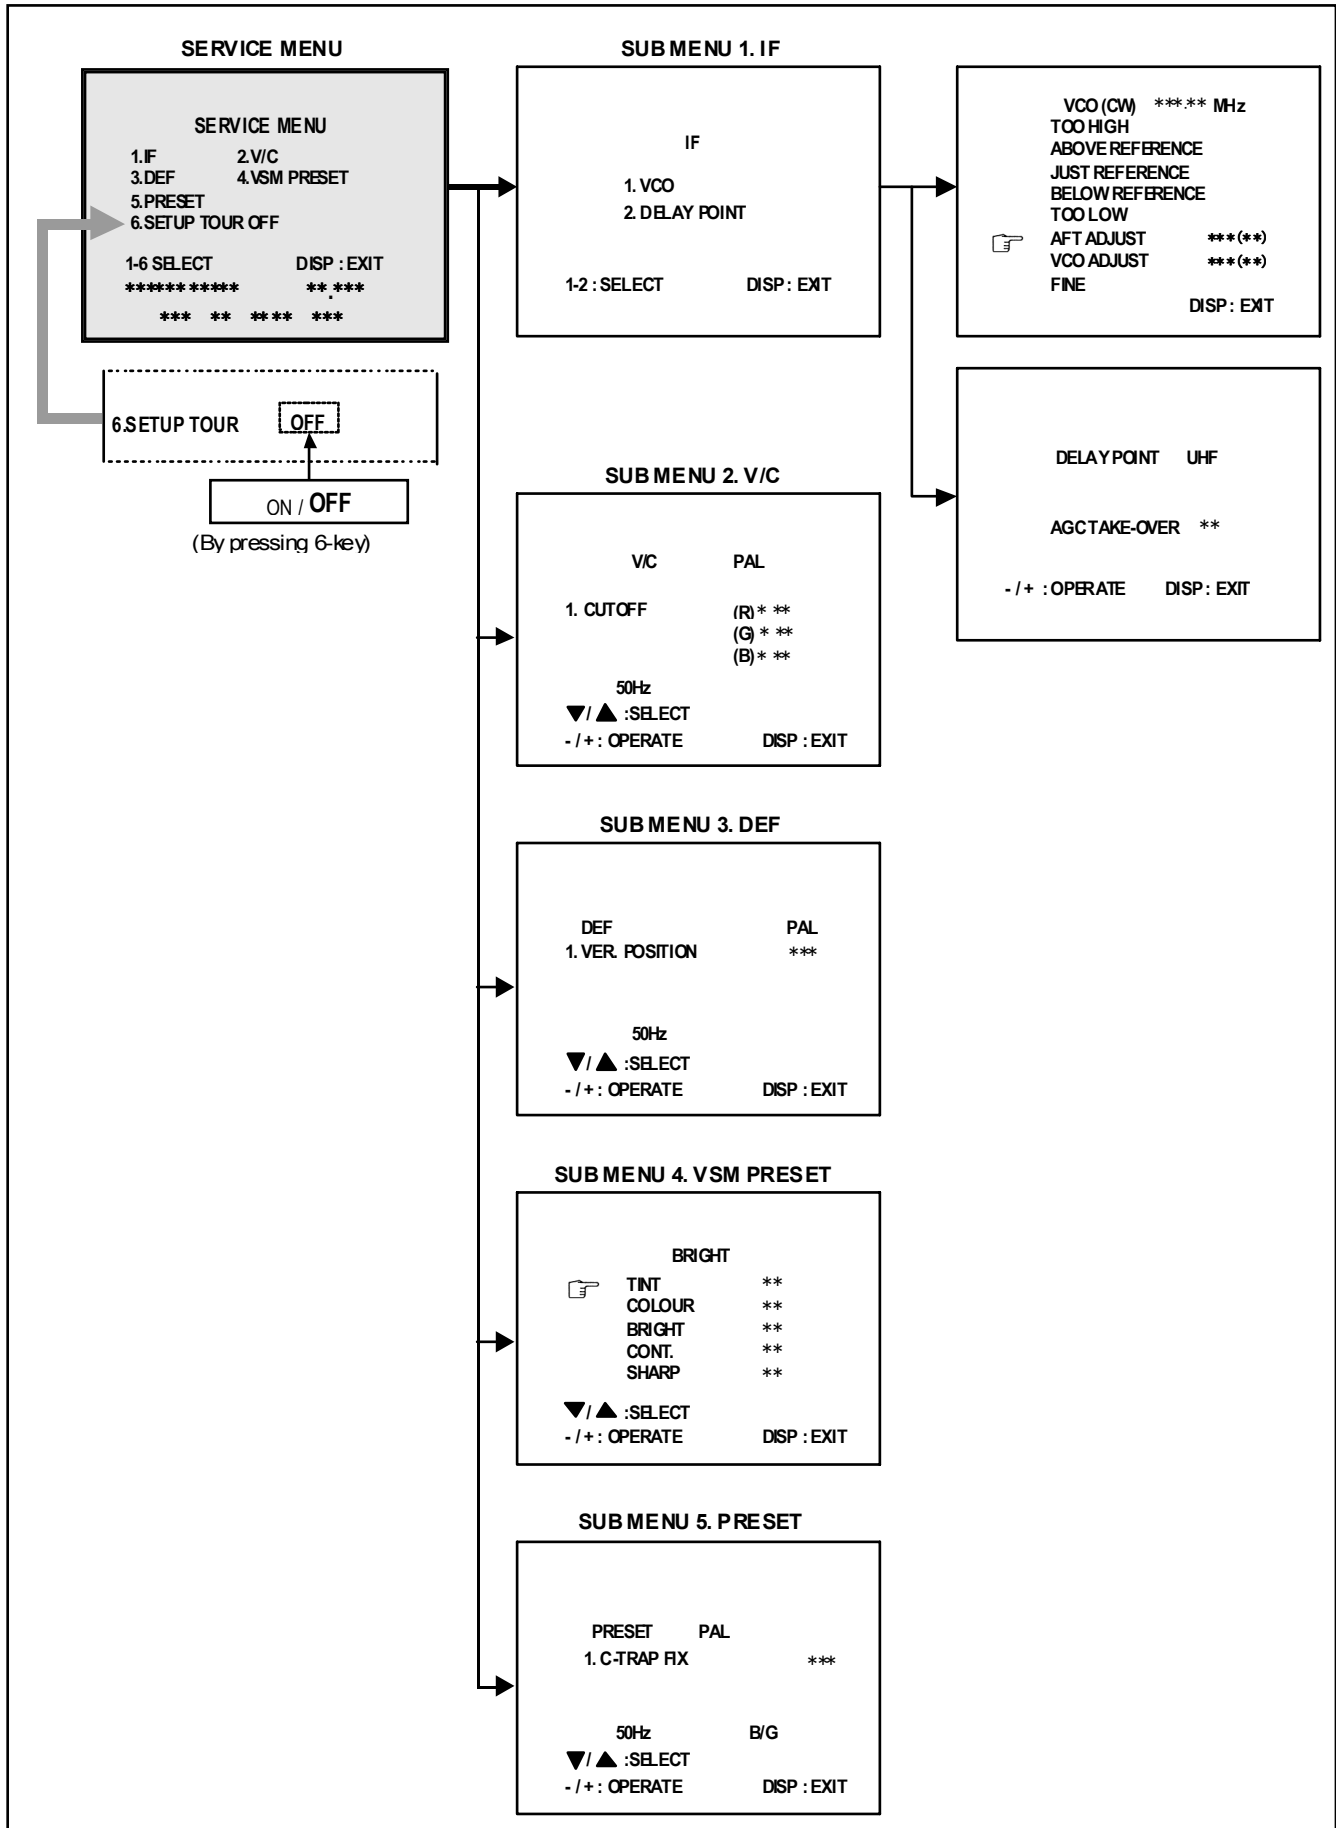 SERVICE MENU
SERVICE MENU
1.IF 2.V/C
3.DEF 4.VSM PRESET
5.PRESET
6.SETUP TOUR OFF
1-6 SELECT DISP : EXIT
****** ***** **.***
*** ** **** ***
6.SETUP TOUR OFF
ON / OFF
(By pressing 6-key)
SUB MENU 1. IF
IF
1. VCO
2. DELAY POINT
1-2 : SELECT DISP : EXIT
VCO (CW) ***.** MHz
TOO HIGH
ABOVE REFERENCE
JUST REFERENCE
BELOW REFERENCE
TOO LOW
☞ AFT ADJUST ***(**)
VCO ADJUST ***(**)
FINE
DISP : EXIT
DELAY POINT UHF
AGC TAKE-OVER **
- / + : OPERATE DISP : EXIT
SUB MENU 2. V/C
V/C PAL
1. CUTOFF (R) * **
(G) * **
(B) * **
50Hz
▼/ ▲ :SELECT
- / + : OPERATE DISP : EXIT
SUB MENU 3. DEF
DEF PAL
1. VER. POSITION ***
50Hz
▼/ ▲ :SELECT
- / + : OPERATE DISP : EXIT
SUB MENU 4. VSM PRESET
BRIGHT
☞ TINT **
COLOUR **
BRIGHT **
CONT. **
SHARP **
▼/ ▲ :SELECT
- / + : OPERATE DISP : EXIT
SUB MENU 5. PRESET
PRESET PAL
1. C-TRAP FIX ***
50Hz B/G
▼/ ▲ :SELECT
- / + : OPERATE DISP : EXIT